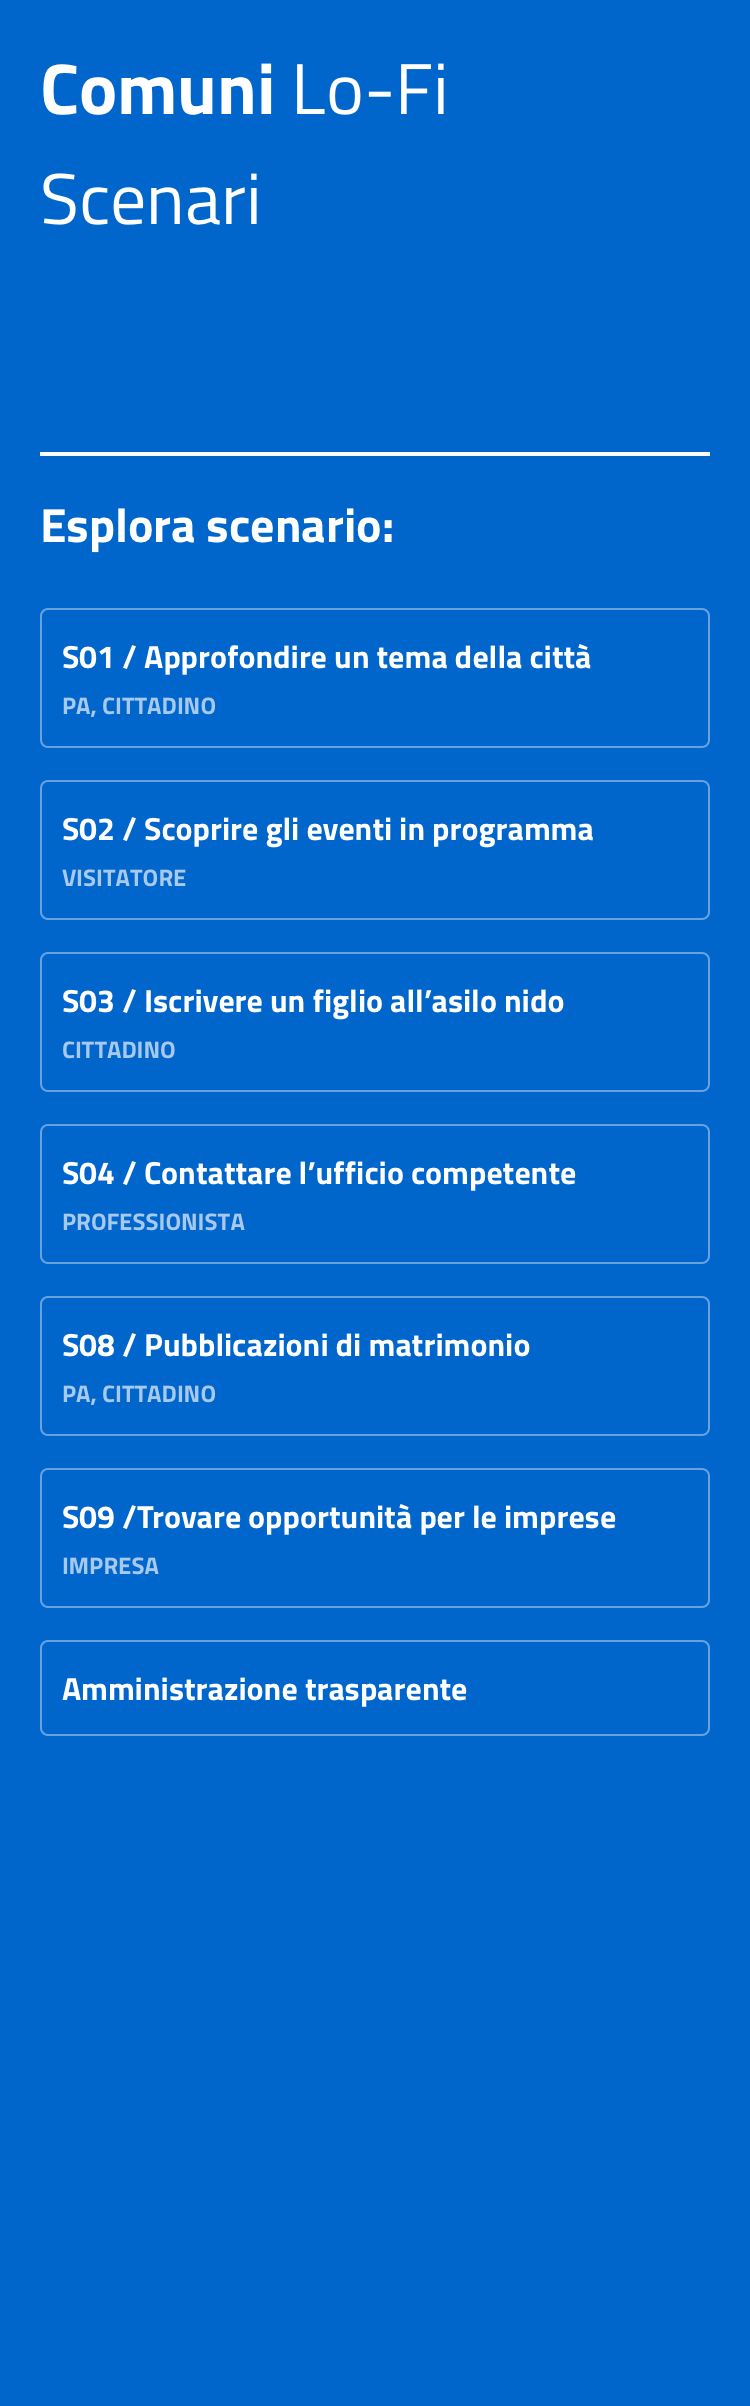 Comuni Lo-Fi
Scenari
Esplora scenario:
S01 / Approfondire un tema della città
PA, CITTADINO
S02 / Scoprire gli eventi in programma
VISITATORE
S03 / Iscrivere un figlio all’asilo nido
CITTADINO
S04 / Contattare l’ufficio competente
PROFESSIONISTA
S08 / Pubblicazioni di matrimonio
PA, CITTADINO
S09 /Trovare opportunità per le imprese
IMPRESA
Amministrazione trasparente